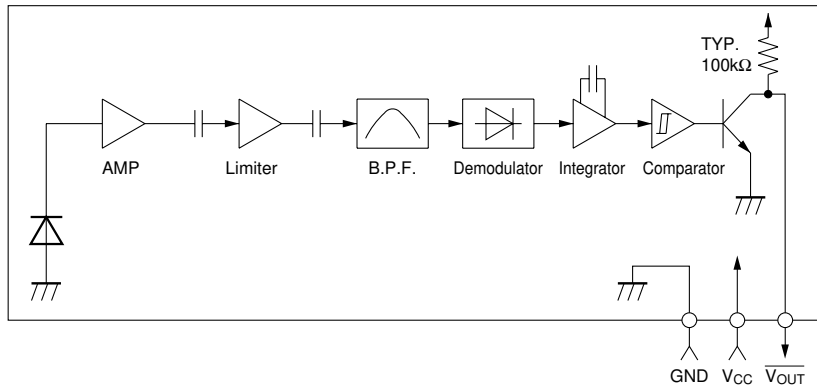 TYP.
100kΩ
AMP
Limiter
B.P.F.
Demodulator
Integrator
Comparator
GND
VCC
VOUT